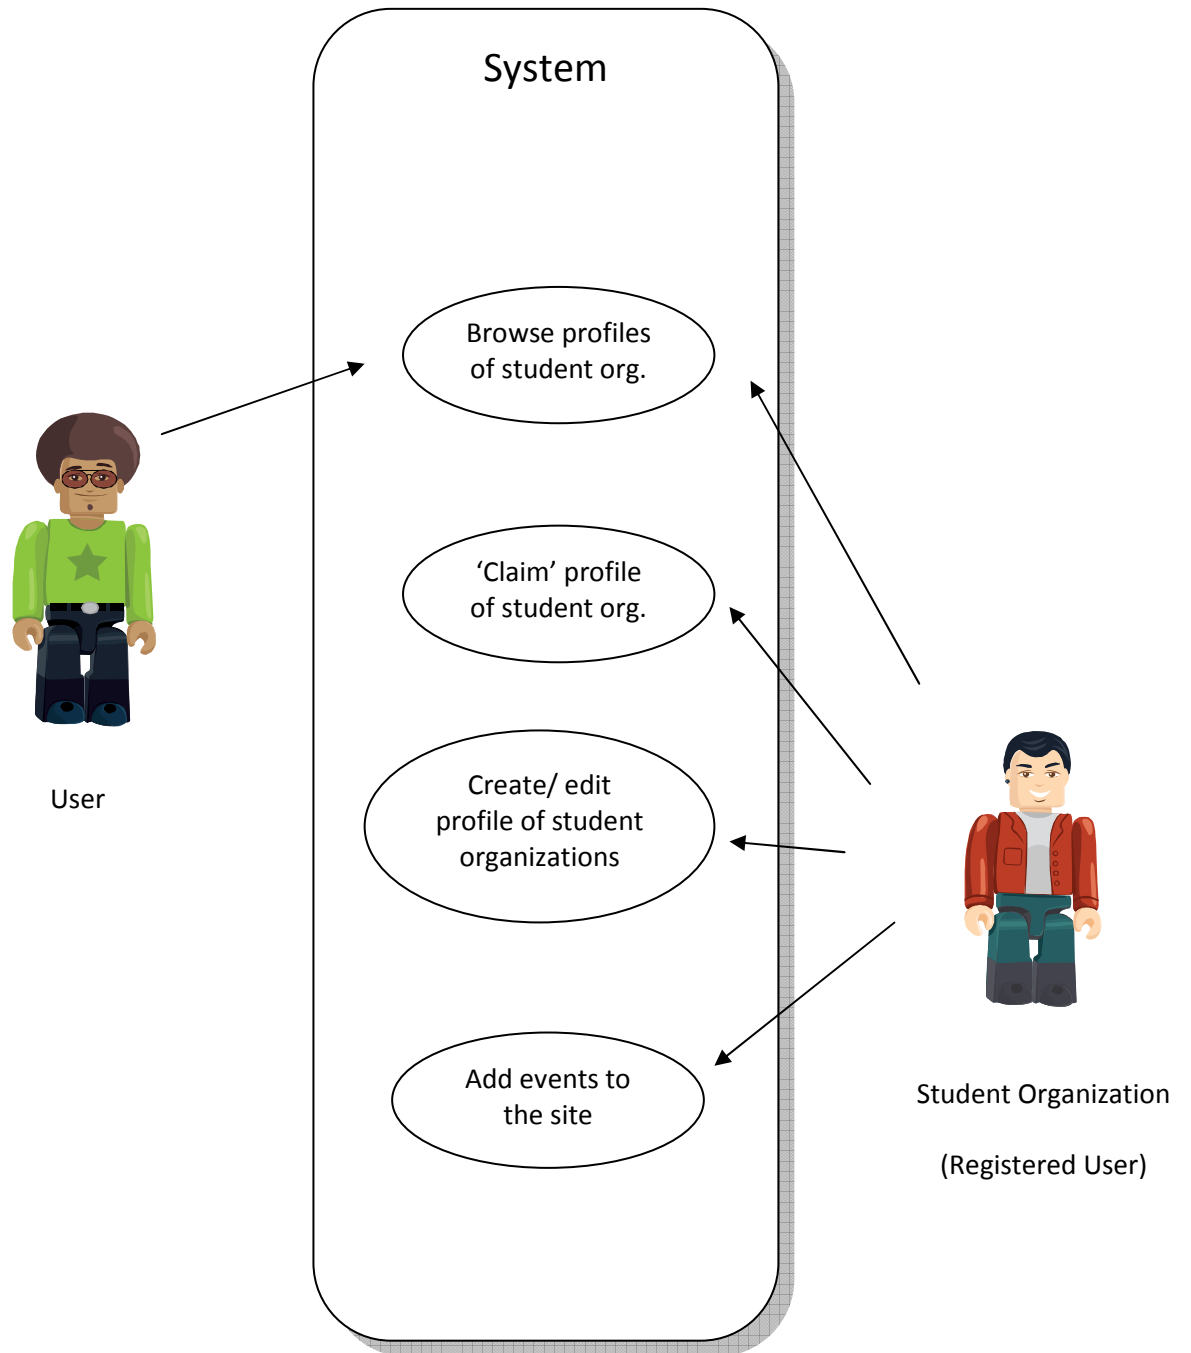 System
Browse profiles
of student org.
‘Claim’ profile
of student org.
Create/ edit
profile of student
organizations
Add events to
the site
User
Student Organization
(Registered User)